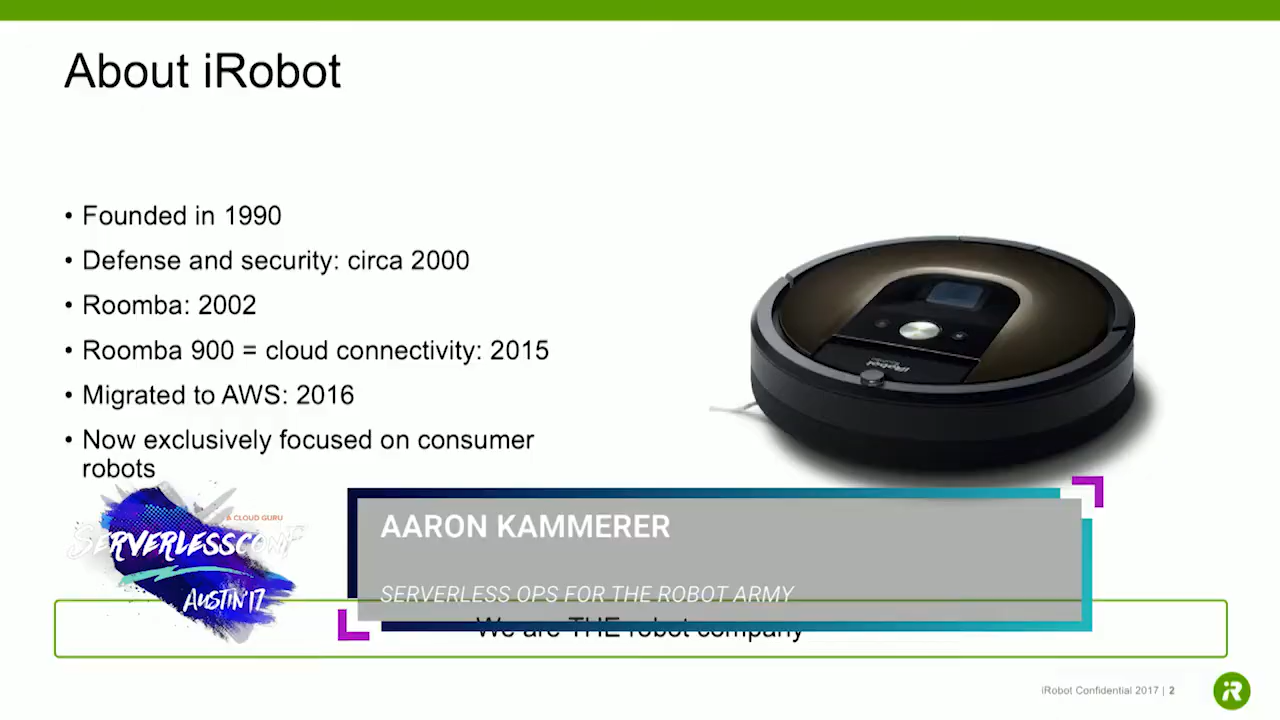 About iRobot
• Founded in 1990
• Defense and security: circa 2000
• Roomba: 2002
• Roomba 900 = cloud connectivity: 2015
• Migrated to AWS: 2016
• Now exclusively focused on consumer
robots
iRobot
A CLOUD GURU
SERVERLESSCONF
AUSTIN'17
AARON KAMMERER
SERVERLESS OPS FOR THE ROBOT ARMY
We are THE robot company
iRobot Confidential 2017 | 2
iR